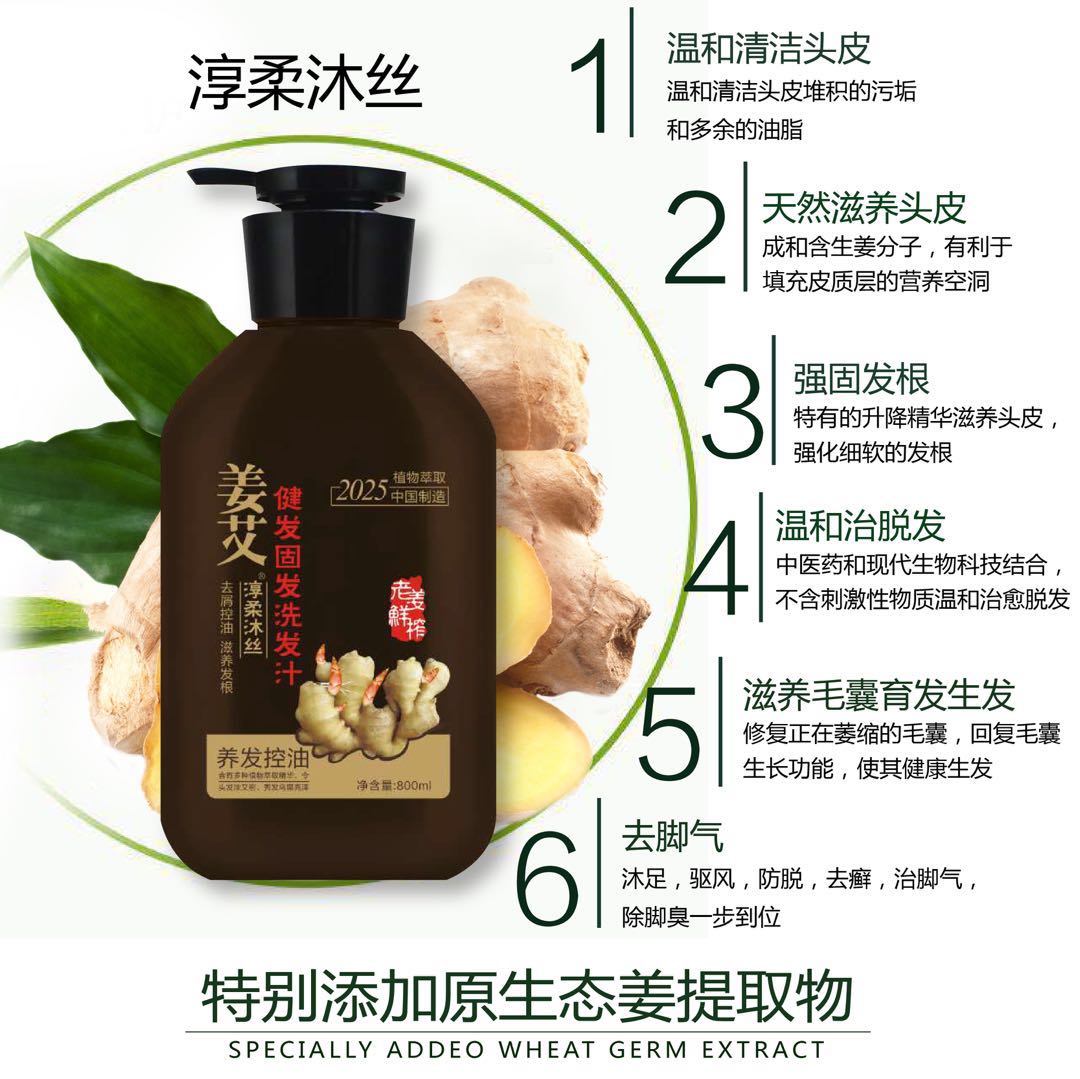 淳柔沐丝
1
温和清洁头皮
温和清洁头皮堆积的污垢
和多余的油脂
2
天然滋养头皮
成和含生姜分子，有利于
填充皮质层的营养空洞
3
强固发根
特有的升降精华滋养头皮，
强化细软的发根
4
温和治脱发
中医药和现代生物科技结合，
不含刺激性物质温和治愈脱发
5
滋养毛囊育发生发
修复正在萎缩的毛囊，回复毛囊
生长功能，使其健康生发
6
去脚气
沐足，驱风，防脱，去癣，治脚气，
除脚臭一步到位
姜艾
健发固发洗发汁
淳柔沐丝®
去屑控油 滋养发根
2025
植物萃取
中国制造
老姜
鲜榨
养发控油
含有多种植物萃取精华、令
净含量:800ml
特别添加原生态姜提取物
SPECIALLY ADDEO WHEAT GERM EXTRACT